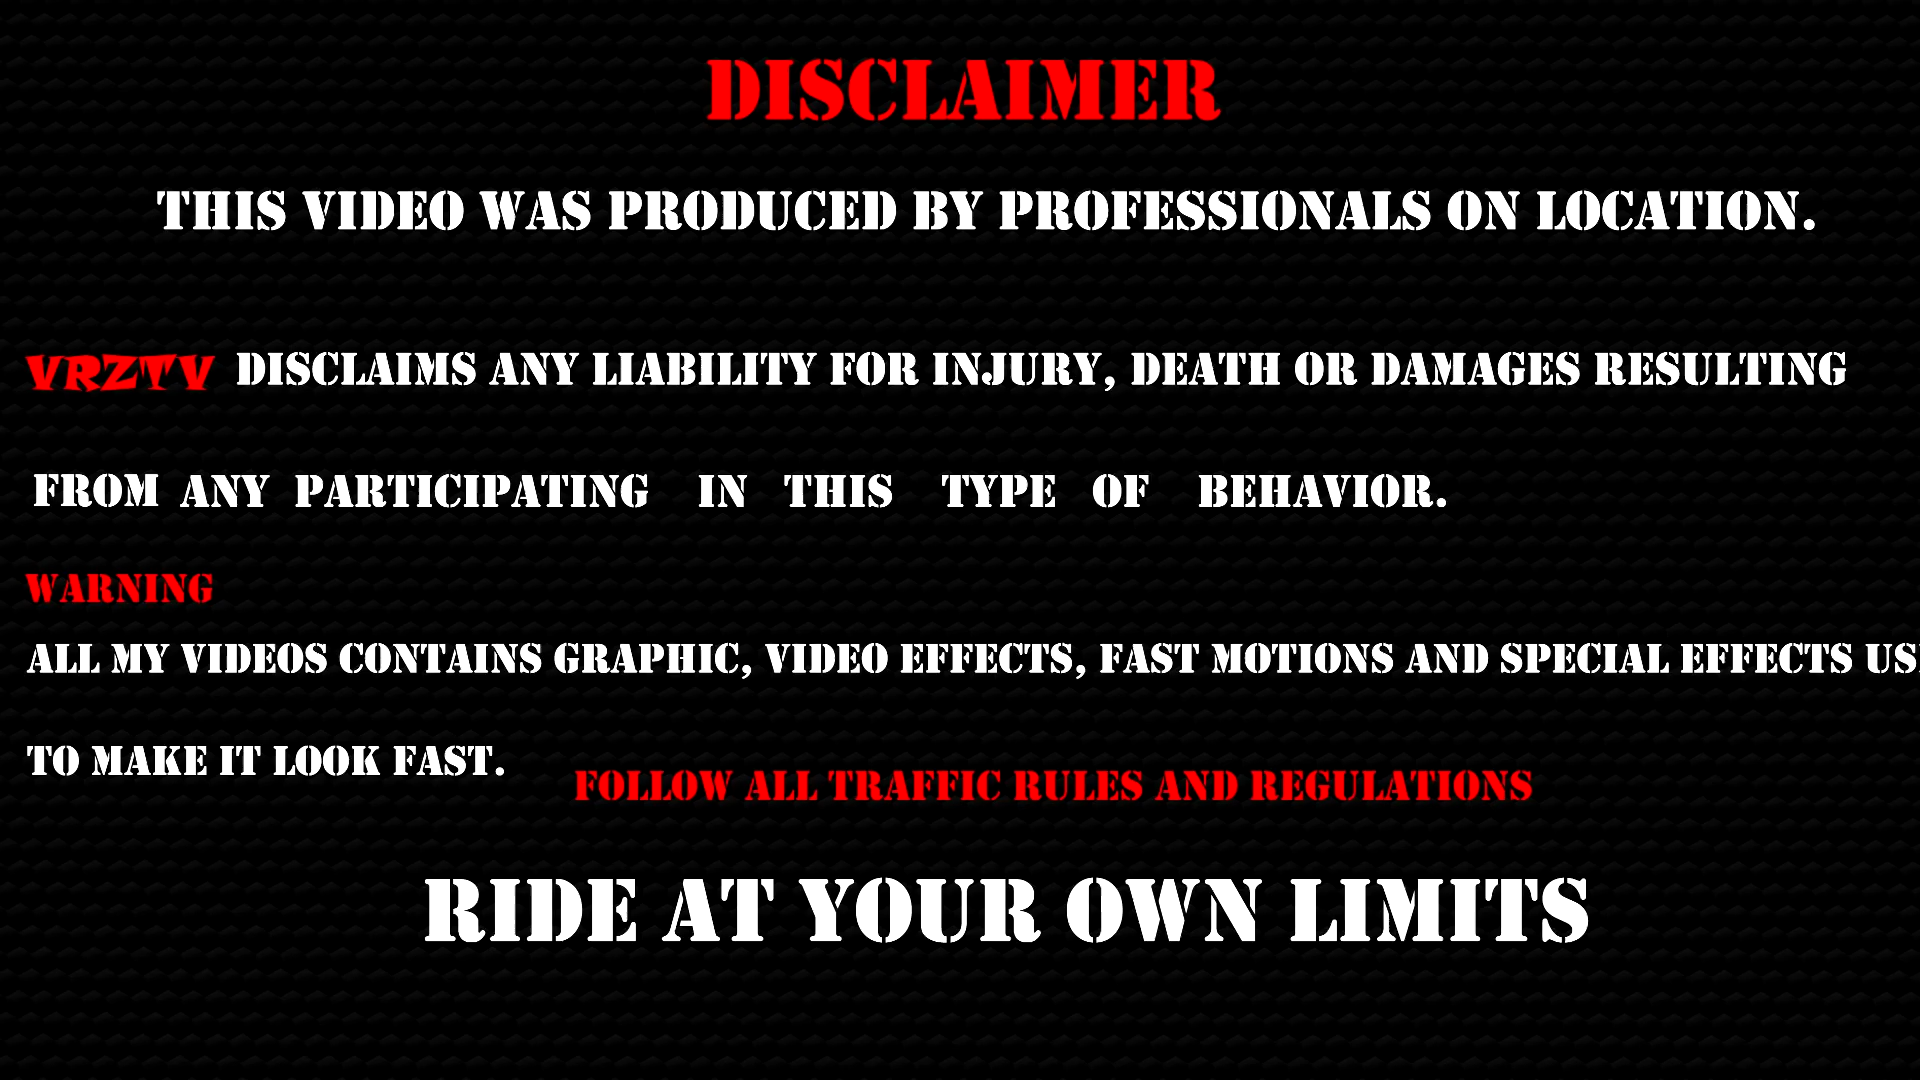 DISCLAIMER
THIS VIDEO WAS PRODUCED BY PROFESSIONALS ON LOCATION.
VRZTV DISCLAIMS ANY LIABILITY FOR INJURY, DEATH OR DAMAGES RESULTING
FROM ANY PARTICIPATING IN THIS TYPE OF BEHAVIOR.
WARNING
ALL MY VIDEOS CONTAINS GRAPHIC, VIDEO EFFECTS, FAST MOTIONS AND SPECIAL EFFECTS
TO MAKE IT LOOK FAST.
FOLLOW ALL TRAFFIC RULES AND REGULATIONS
RIDE AT YOUR OWN LIMITS